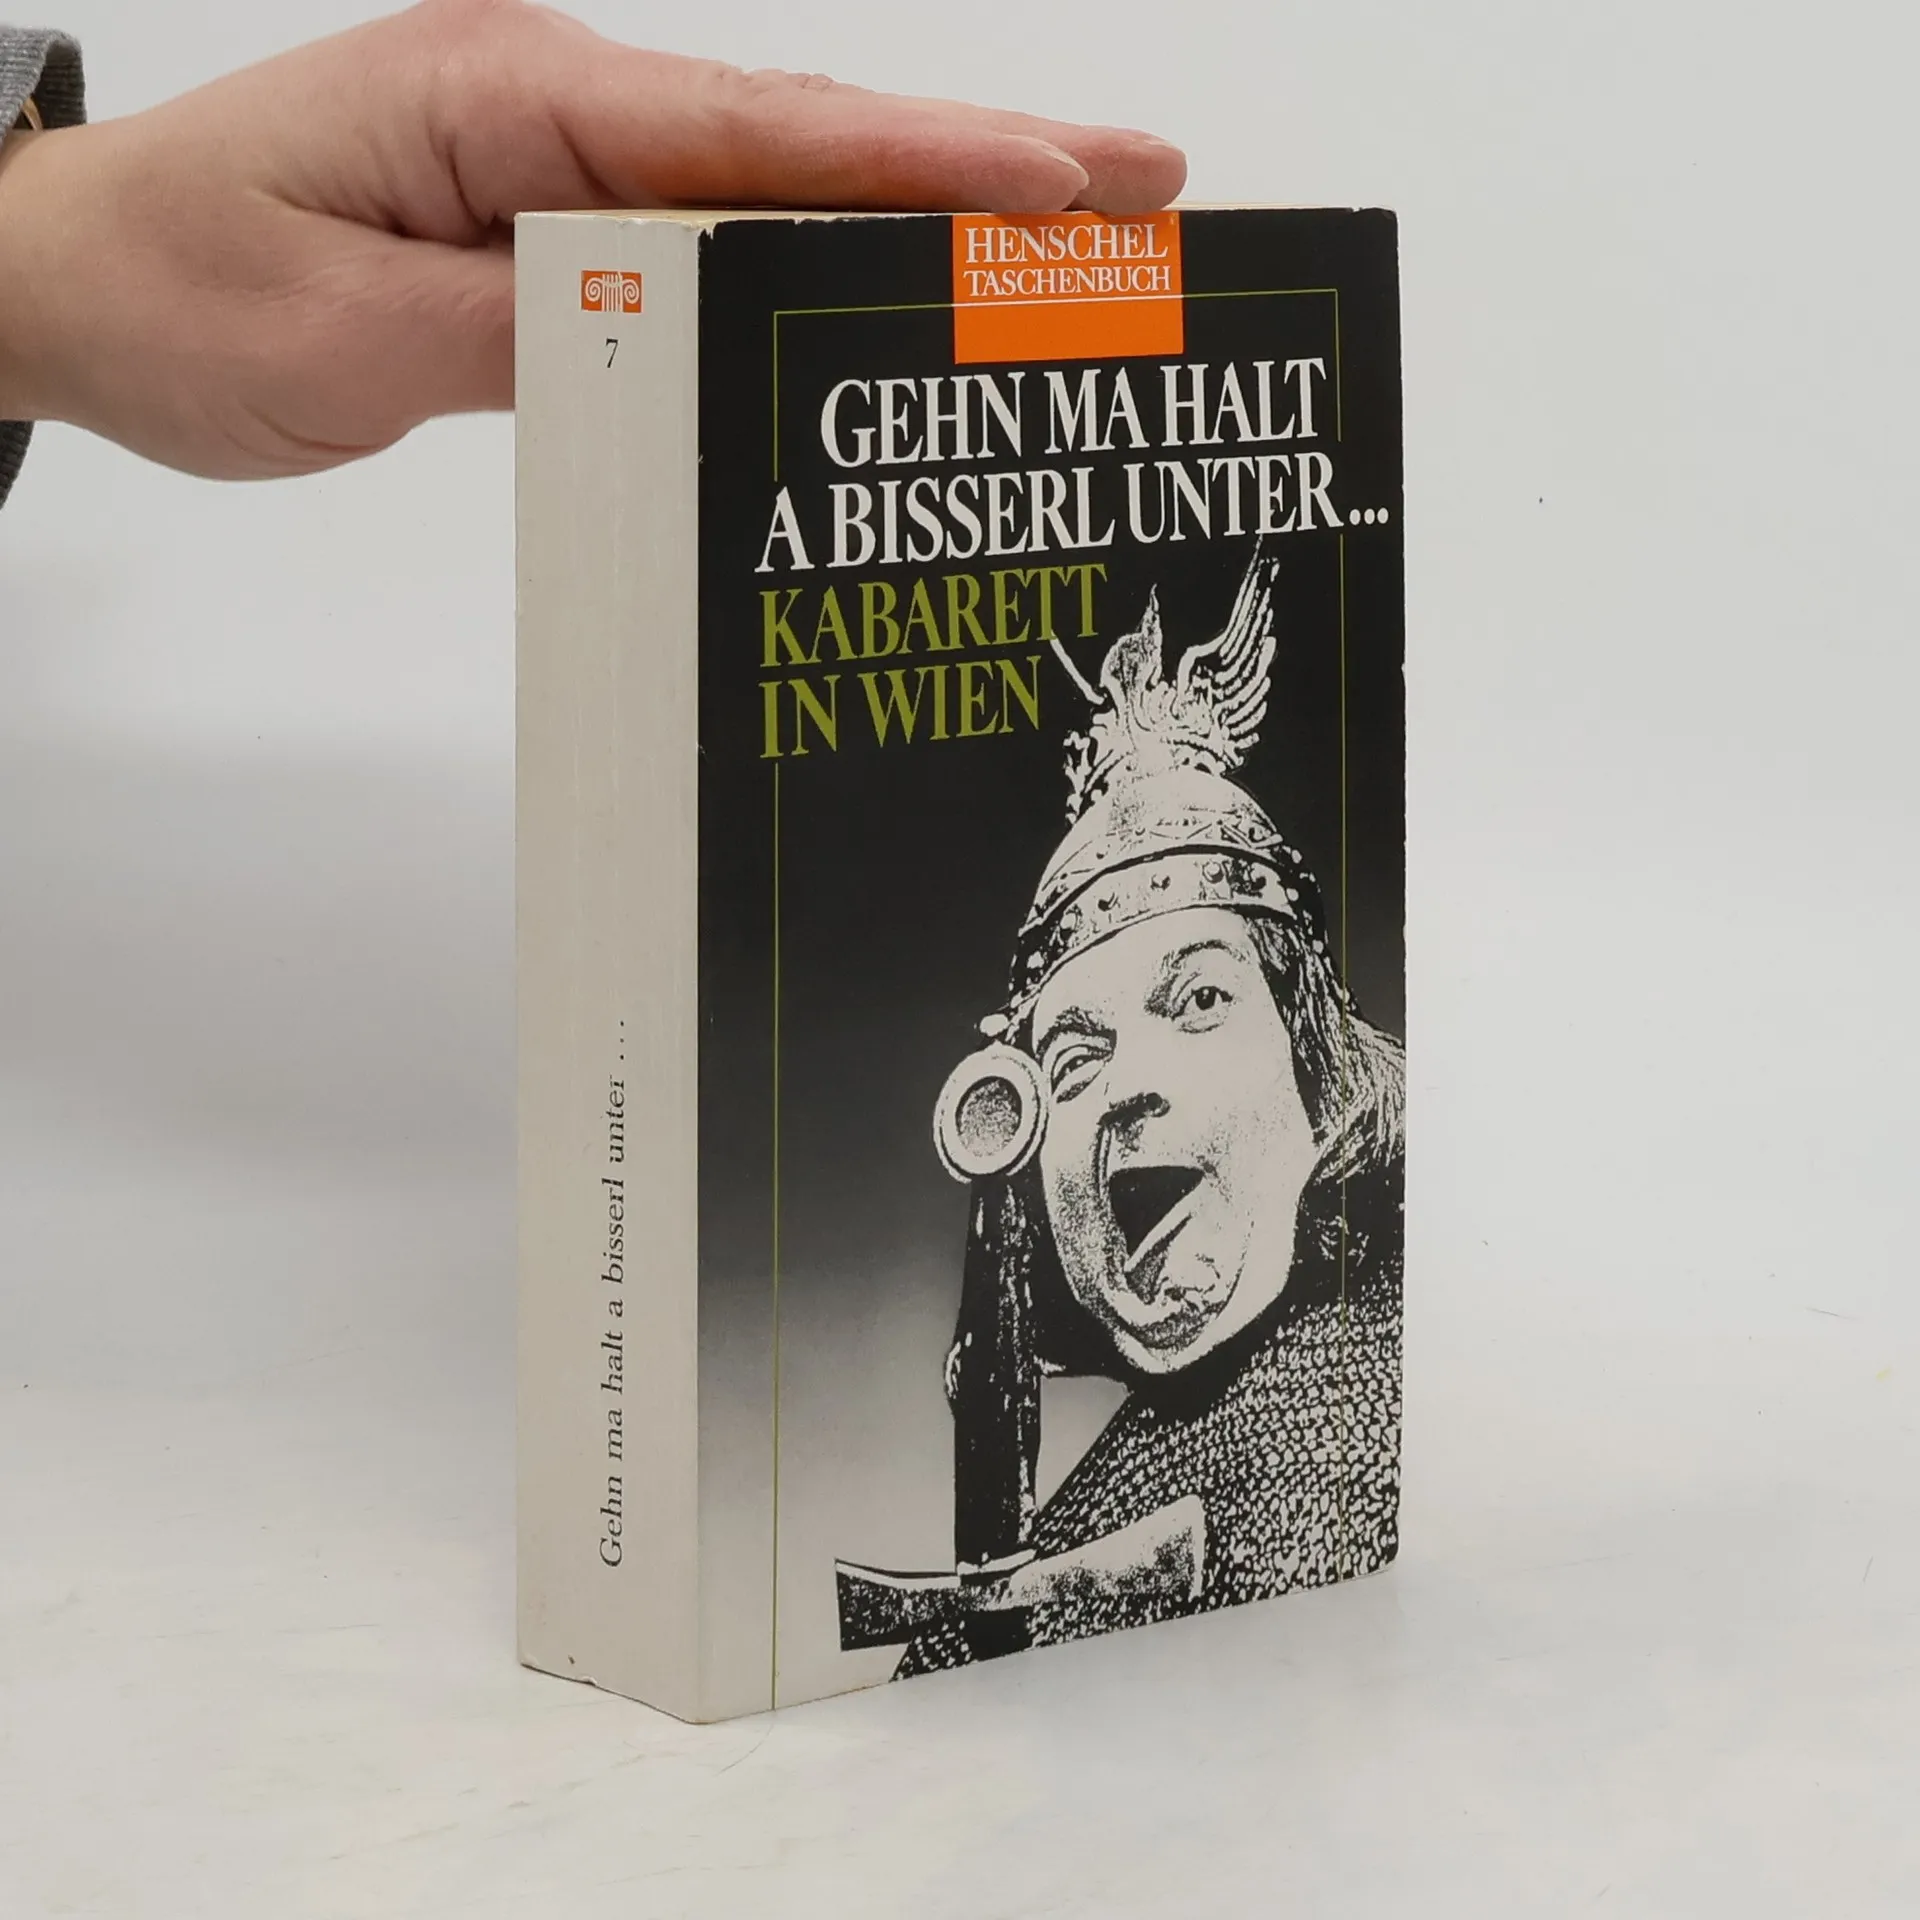 7
Gehn ma halt a bisserl unter ...
HENSCHEL
TASCHENBUCH
GEHN MA HALT
A BISSERL UNTER...
KABARETT
IN WIEN